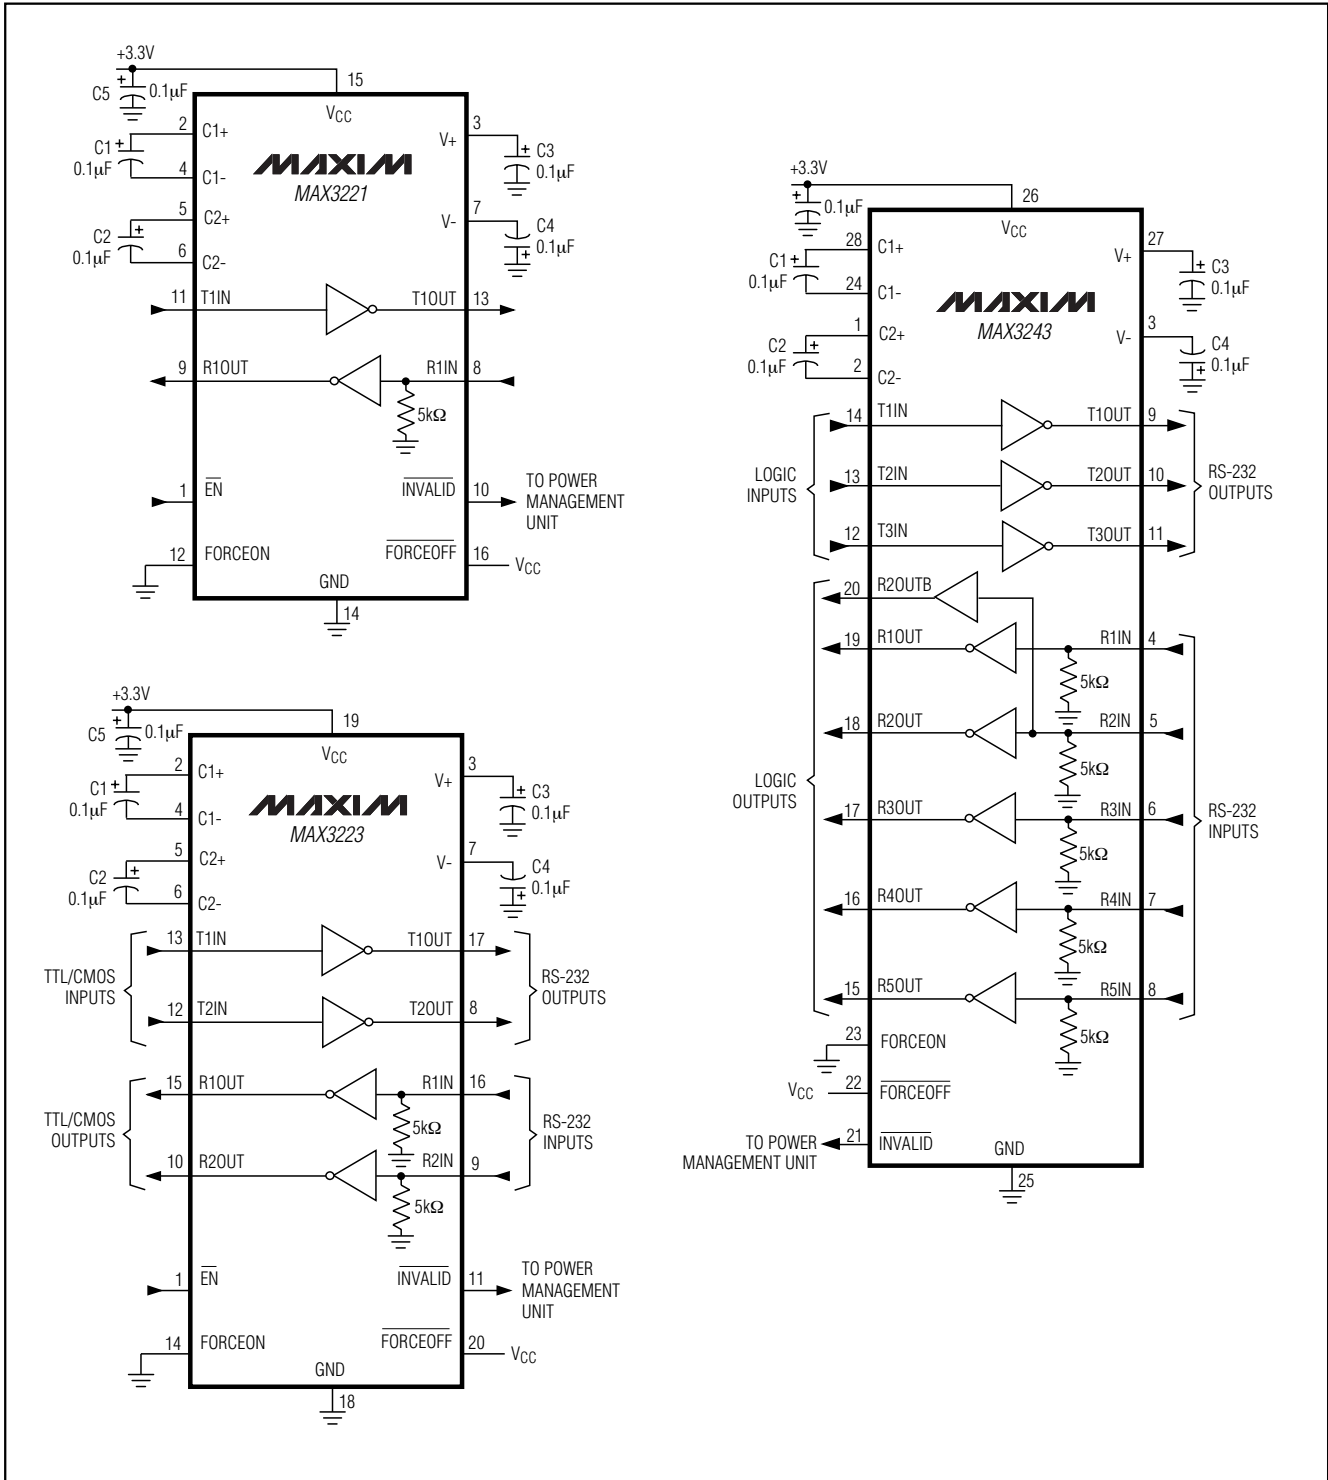 +3.3V
C5
+
0.1µF
15
VCC
2
C1+
C1
+
0.1µF
4
C1-
5
C2+
C2
+
0.1µF
6
C2-
3
V+
+
C3
0.1µF
7
V-
C4
0.1µF
+
MAXIM
MAX3221
11
T1IN
T1OUT
13
9
R1OUT
R1IN
8
5kΩ
1
EN
INVALID
10
TO POWER
MANAGEMENT
UNIT
12
FORCEON
FORCEOFF
16
VCC
GND
14
+3.3V
C5
+
0.1µF
19
VCC
2
C1+
C1
+
0.1µF
4
C1-
5
C2+
C2
+
0.1µF
6
C2-
3
V+
+
C3
0.1µF
7
V-
C4
0.1µF
+
MAXIM
MAX3223
TTL/CMOS
INPUTS
13
T1IN
T1OUT
17
12
T2IN
T2OUT
8
RS-232
OUTPUTS
TTL/CMOS
OUTPUTS
15
R1OUT
R1IN
16
5kΩ
10
R2OUT
R2IN
9
5kΩ
RS-232
INPUTS
1
EN
INVALID
11
TO POWER
MANAGEMENT
UNIT
14
FORCEON
FORCEOFF
20
VCC
GND
18
+3.3V
+
0.1µF
26
VCC
28
C1+
C1
+
0.1µF
24
C1-
1
C2+
C2
+
0.1µF
2
C2-
27
V+
+
C3
0.1µF
3
V-
C4
0.1µF
+
MAXIM
MAX3243
LOGIC
INPUTS
14
T1IN
T1OUT
9
13
T2IN
T2OUT
10
12
T3IN
T3OUT
11
RS-232
OUTPUTS
LOGIC
OUTPUTS
20
R2OUTB
19
R1OUT
R1IN
4
5kΩ
18
R2OUT
R2IN
5
5kΩ
17
R3OUT
R3IN
6
5kΩ
16
R4OUT
R4IN
7
5kΩ
15
R5OUT
R5IN
8
5kΩ
RS-232
INPUTS
23
FORCEON
VCC
22
FORCEOFF
TO POWER
MANAGEMENT UNIT
21
INVALID
GND
25